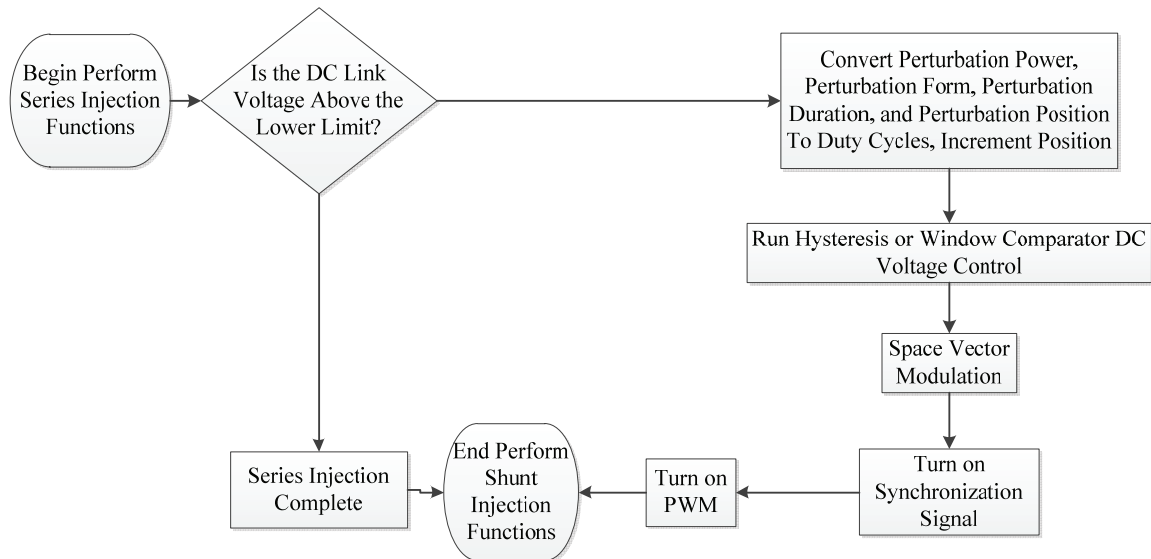 Begin Perform
Series Injection
Functions
Is the DC Link
Voltage Above the
Lower Limit?
Convert Perturbation Power,
Perturbation Form, Perturbation
Duration, and Perturbation Position
To Duty Cycles, Increment Position
Run Hysteresis or Window Comparator DC
Voltage Control
Space Vector
Modulation
Turn on
Synchronization
Signal
Turn on
PWM
End Perform
Shunt
Injection
Functions
Series Injection
Complete